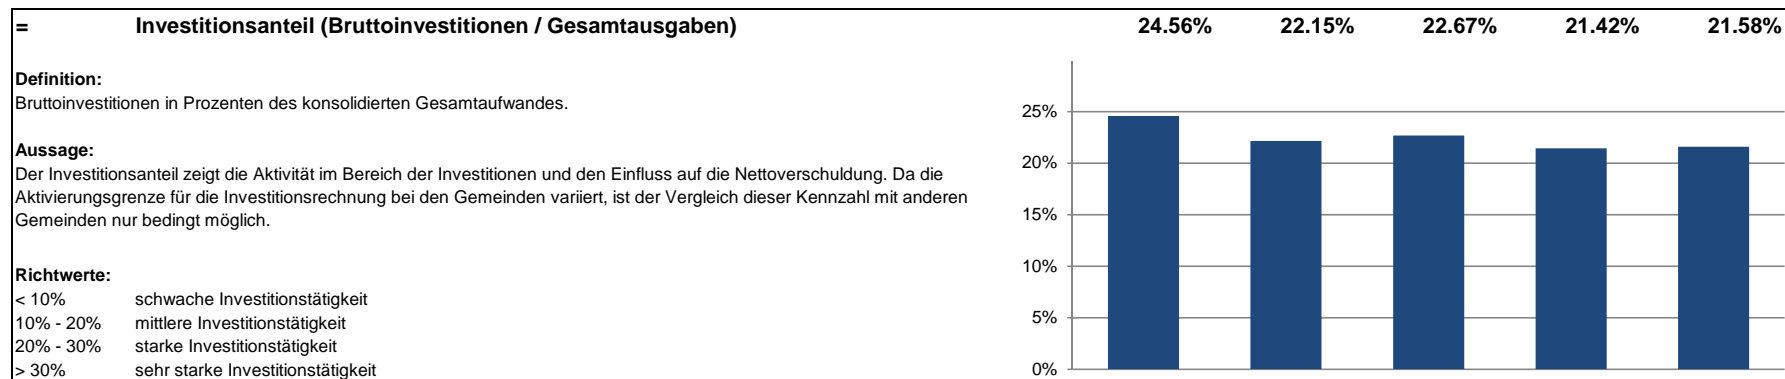 = Investitionsanteil (Bruttoinvestitionen / Gesamtausgaben) 24.56% 22.15% 22.67% 21.42% 21.58%
Definition:
Bruttoinvestitionen in Prozenten des konsolidierten Gesamtaufwandes.
Aussage:
Der Investitionsanteil zeigt die Aktivität im Bereich der Investitionen und den Einfluss auf die Nettoverschuldung. Da die
Aktivierungsgrenze für die Investitionsrechnung bei den Gemeinden variiert, ist der Vergleich dieser Kennzahl mit anderen
Gemeinden nur bedingt möglich.
Richtwerte:
< 10% schwache Investitionstätigkeit
10% - 20% mittlere Investitionstätigkeit
20% - 30% starke Investitionstätigkeit
> 30% sehr starke Investitionstätigkeit
25%
20%
15%
10%
5%
0%